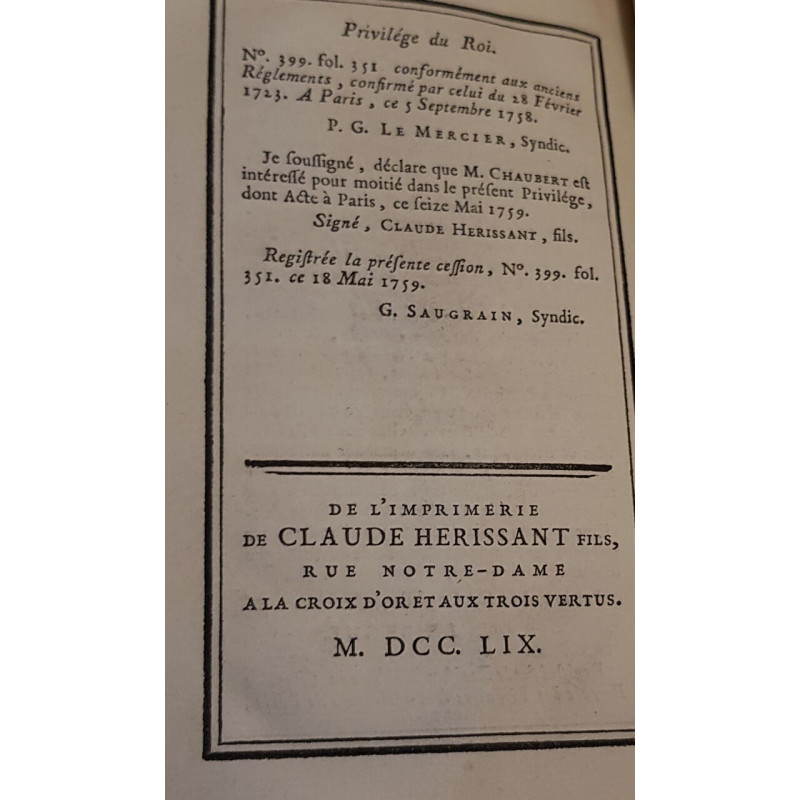 Privilége du Roi.
Nº. 399. fol. 351 conformément aux anciens
Réglements, confirmé par celui du 28 Février
1723. A Paris, ce 5 Septembre 1758.
P. G. LE MERCIER, Syndic.
Je ſouſſigné, déclare que M. CHAUBERT eſt
intéreſſé pour moitié dans le préſent Privilége,
dont Acte à Paris, ce ſeize Mai 1759.
Signé, CLAUDE HERISSANT, fils.
Regiſtrée la préſente ceſſion, Nº. 399. fol.
351. ce 18 Mai 1759.
G. SAUGRAIN, Syndic.
DE L'IMPRIMERIE
DE CLAUDE HERISSANT FILS,
RUE NOTRE-DAME
A LA CROIX D'OR ET AUX TROIS VERTUS.
M. DCC. LIX.